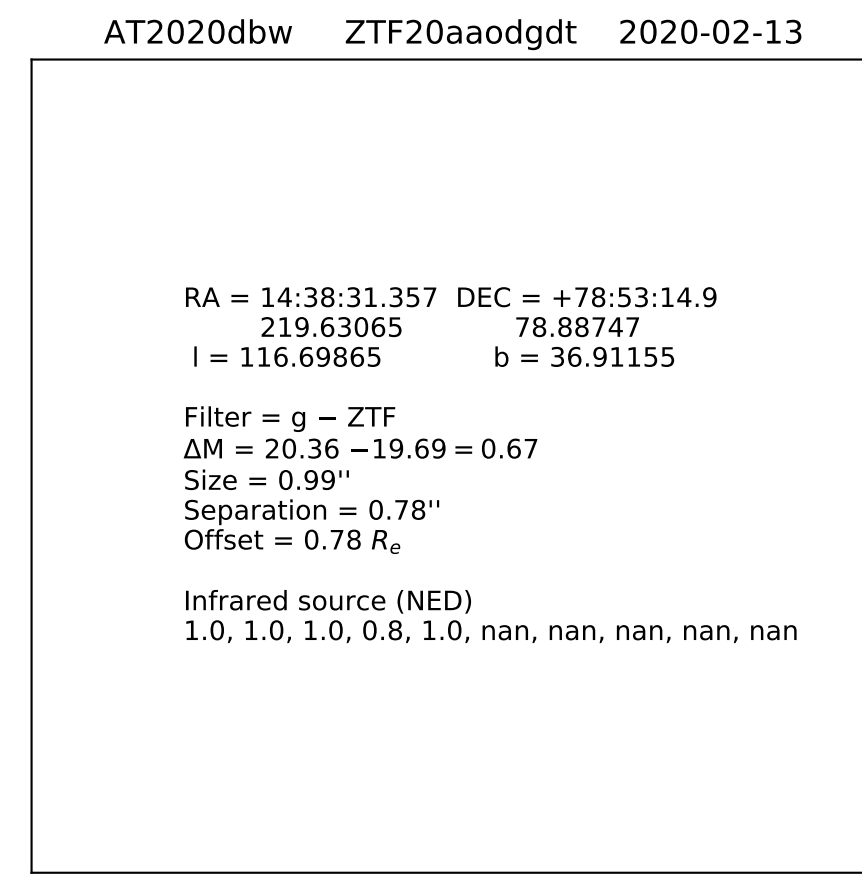 AT2020dbw ZTF20aaodgdt 2020-02-13
RA = 14:38:31.357 DEC = +78:53:14.9
219.63065 78.88747
l = 116.69865 b = 36.91155
Filter = g − ZTF
ΔM = 20.36 −19.69 = 0.67
Size = 0.99''
Separation = 0.78''
Offset = 0.78 Re
Infrared source (NED)
1.0, 1.0, 1.0, 0.8, 1.0, nan, nan, nan, nan, nan